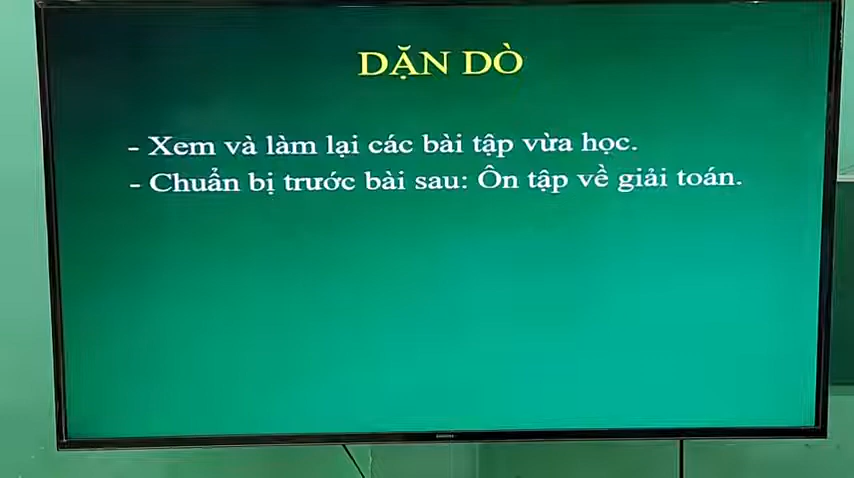 DẶN DÒ
- Xem và làm lại các bài tập vừa học.
- Chuẩn bị trước bài sau: Ôn tập về giải toán.
SAMSUNG